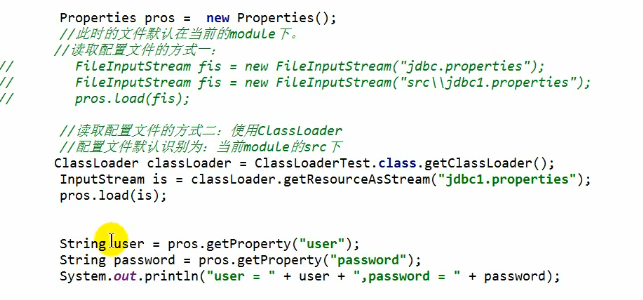 Properties pros =  new Properties();
//此时的文件默认在当前的module下。
//读取配置文件的方式一：
//        FileInputStream fis = new FileInputStream("jdbc.properties");
//        FileInputStream fis = new FileInputStream("src\\jdbc1.properties");
//        pros.load(fis);
//读取配置文件的方式二：使用ClassLoader
//配置文件默认识别为：当前module的src下
ClassLoader classLoader = ClassLoaderTest.class.getClassLoader();
InputStream is = classLoader.getResourceAsStream("jdbc1.properties");
pros.load(is);
String user = pros.getProperty("user");
String password = pros.getProperty("password");
System.out.println("user = " + user + ",password = " + password);